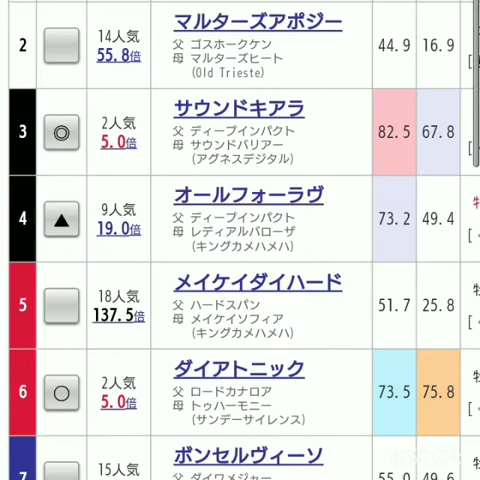 マルターズアポジー
2 14人気 父 ゴスホークケン 44.9 16.9
55.8倍 母 マルターズヒート
(Old Trieste)
サウンドキアラ
3 ◎ 2人気 父 ディープインパクト 82.5 67.8
5.0倍 母 サウンドバリアー
(アグネスデジタル)
オールフォーラヴ
4 ▲ 9人気 父 ディープインパクト 73.2 49.4
19.0倍 母 レディアルバローザ
(キングカメハメハ)
メイケイダイハード
5 18人気 父 ハードスパン 51.7 25.8
137.5倍 母 メイケイソフィア
(キングカメハメハ)
ダイアトニック
6 ○ 2人気 父 ロードカナロア 73.5 75.8
5.0倍 母 トゥハーモニー
(サンデーサイレンス)
ボンセルヴィーソ
7 15人気 父 ダイワメジャー 55.0 49.6